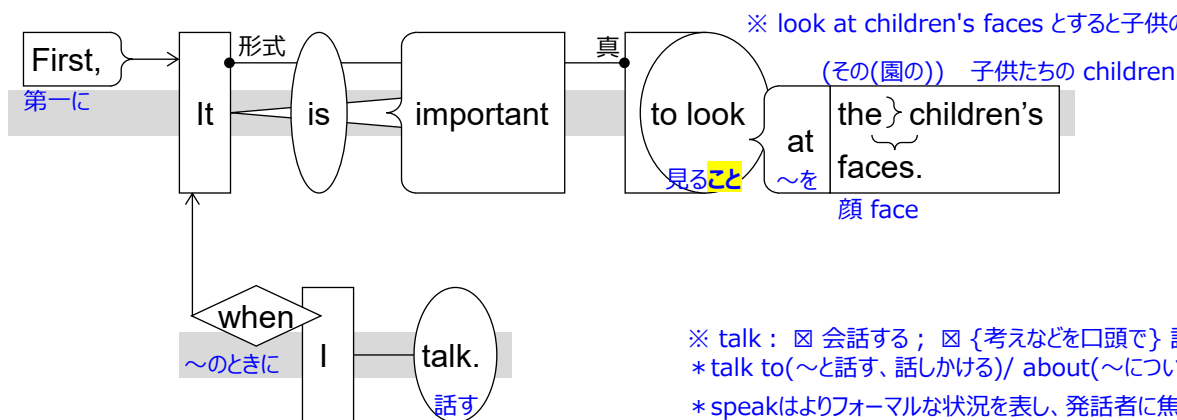 ※ look at children's faces とすると子供の
First,
形式
真
(その(園の)) 子供たちの children
第一に
It
is
important
to look
at
the } children's
faces.
見ること
～を
顔 face
when
～のときに
I
talk.
話す
※ talk : ☒ 会話する ; ☒ {考えなどを口頭で}
＊talk to(～と話す、話しかける)/ about(～につい
＊speakはよりフォーマルな状況を表し、発話者に焦